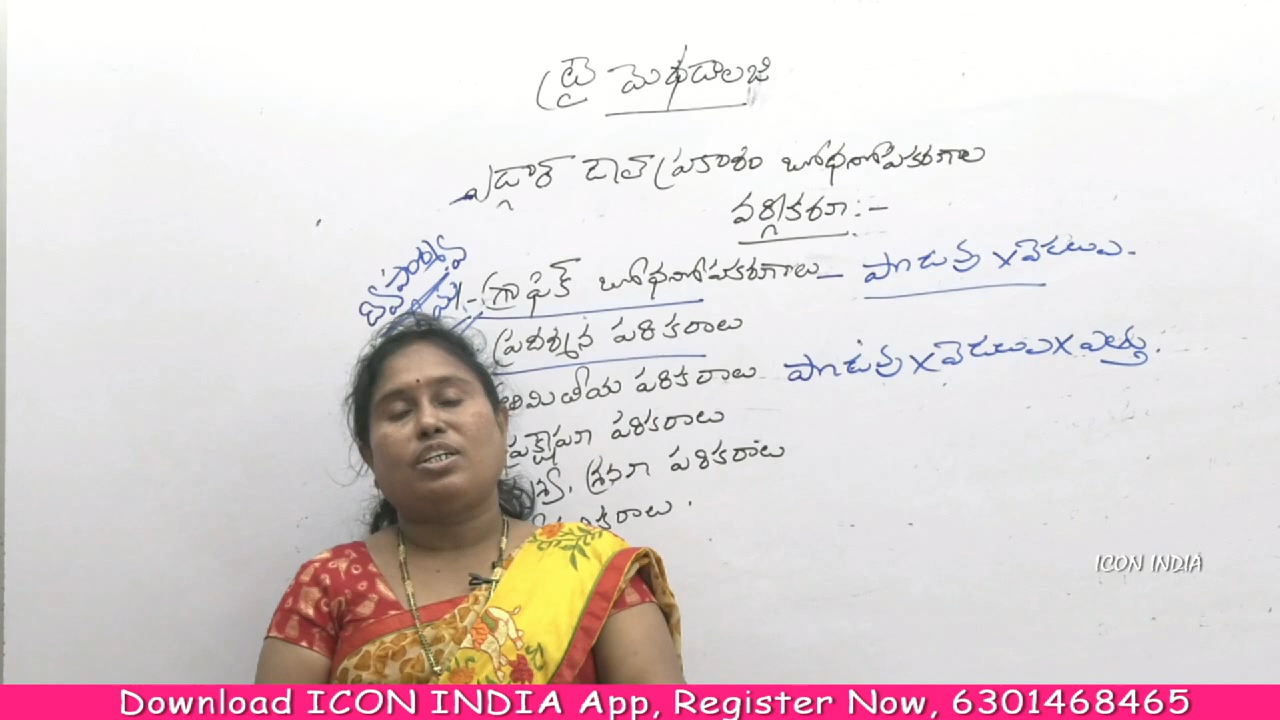 ట్రై మెథడాలజి
ఎడ్గార్ డాలే ప్రకారం బోధనోపకరణాల
వర్గీకరణ :-
గ్రాఫిక్ బోధనోపకరణాలు - పొడవు x వెడలుపు.
ప్రదర్శన పరికరాలు
త్రిమితీయ పరికరాలు పొడవు x వెడలుపు x ఎత్తు.
ప్రక్షేపణ పరికరాలు
దృశ్య, శ్రవణ పరికరాలు
ICON INDIA
Download ICON INDIA App, Register Now, 6301468465